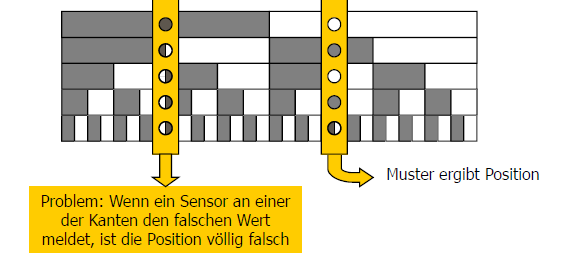 Muster ergibt Position
Problem: Wenn ein Sensor an einer
der Kanten den falschen Wert
meldet, ist die Position völlig falsch